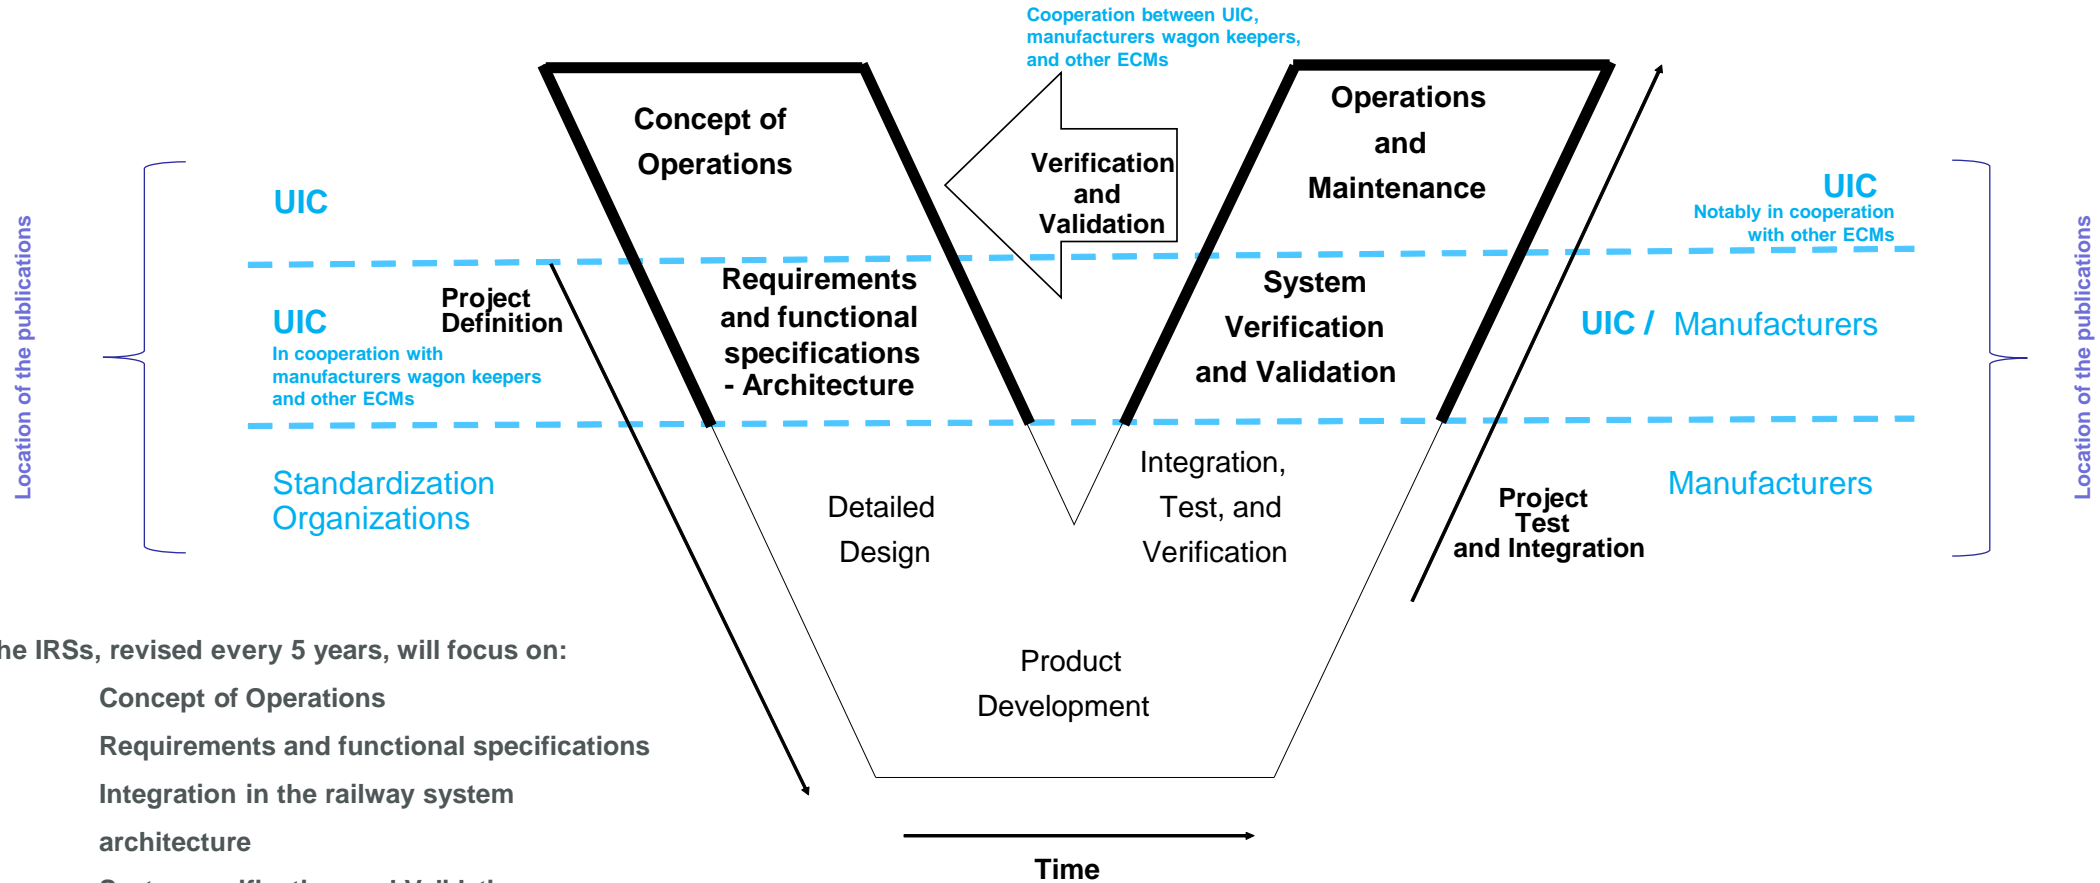 Cooperation between UIC,
manufacturers wagon keepers,
and other ECMs
Concept of
Operations
Verification
and
Validation
Operations
and
Maintenance
Location of the publications
UIC
UIC
Notably in cooperation
with other ECMs
Location of the publications
Project
Definition
UIC
In cooperation with
manufacturers wagon keepers
and other ECMs
Requirements
and functional
specifications
- Architecture
System
Verification
and Validation
UIC / Manufacturers
Standardization
Organizations
Detailed
Design
Integration,
Test, and
Verification
Project
Test
and Integration
Manufacturers
Product
Development
Time
he IRSs, revised every 5 years, will focus on:
Concept of Operations
Requirements and functional specifications
Integration in the railway system
architecture